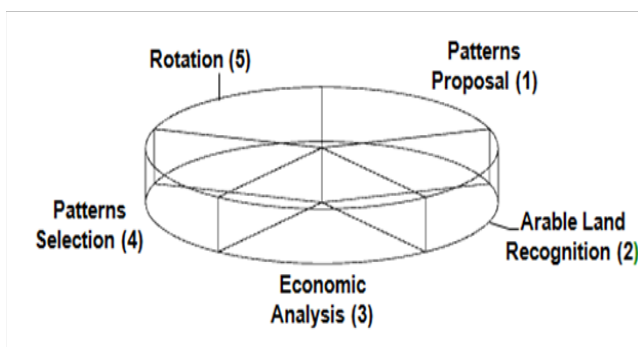 Rotation (5)
Patterns
Proposal (1)
Arable Land
Recognition (2)
Economic
Analysis (3)
Patterns
Selection (4)